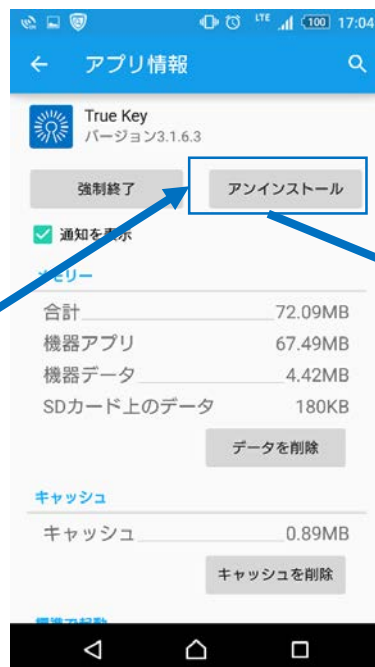 LTE 100 17:04
アプリ情報
True Key
バージョン3.1.6.3
強制終了 アンインストール
通知を表示
メモリー
合計 72.09MB
機器アプリ 67.49MB
機器データ 4.42MB
SDカード上のデータ 180KB
データを削除
キャッシュ
キャッシュ 0.89MB
キャッシュを削除
標準で起動